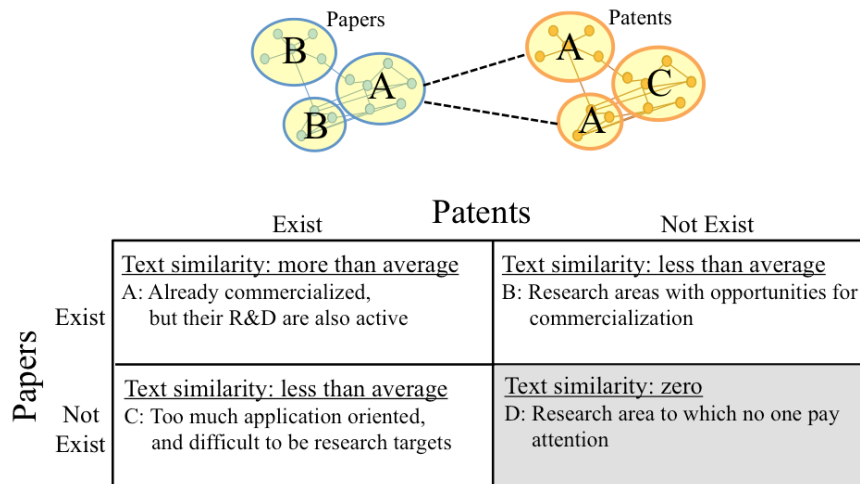 Papers
Patents
B
A
B
A
C
A
Patents
Exist
Not Exist
Papers
Exist
Text similarity: more than average
A: Already commercialized,
but their R&D are also active
Text similarity: less than average
B: Research areas with opportunities for
commercialization
Not
Exist
Text similarity: less than average
C: Too much application oriented,
and difficult to be research targets
Text similarity: zero
D: Research area to which no one pay
attention